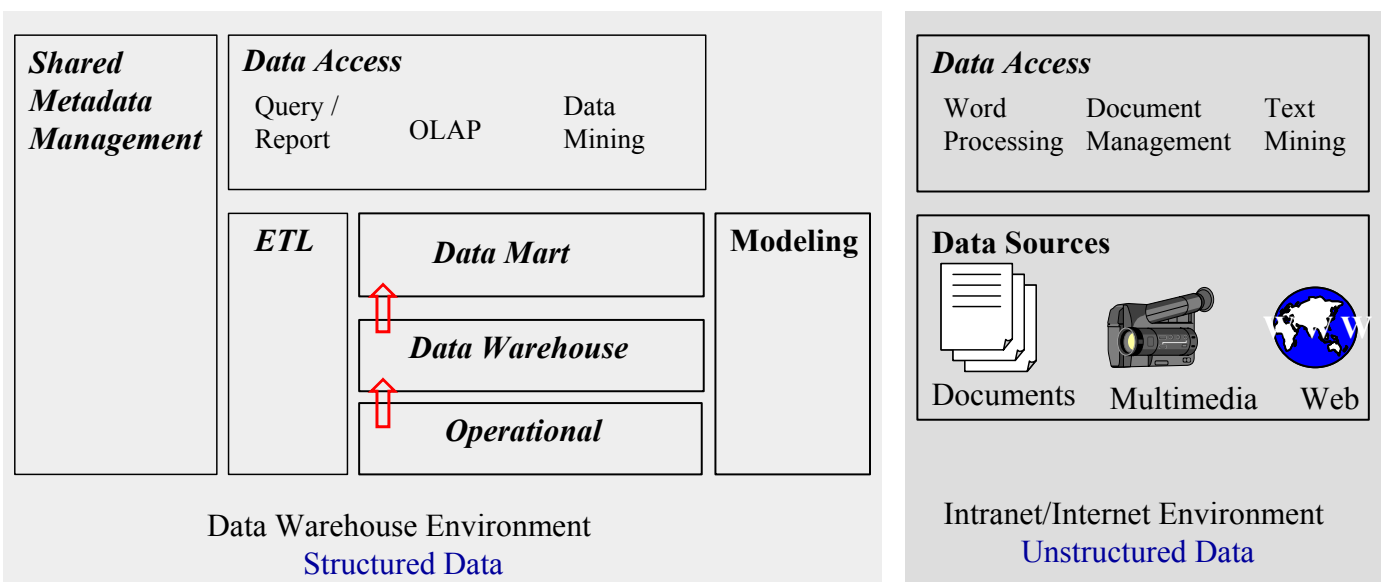 Shared
Metadata
Management
Data Access
Query /
Report
OLAP
Data
Mining
ETL
Data Mart
Data Warehouse
Operational
Modeling
Data Warehouse Environment
Structured Data
Data Access
Word
Processing
Document
Management
Text
Mining
Data Sources
W W W
Documents
Multimedia
Web
Intranet/Internet Environment
Unstructured Data